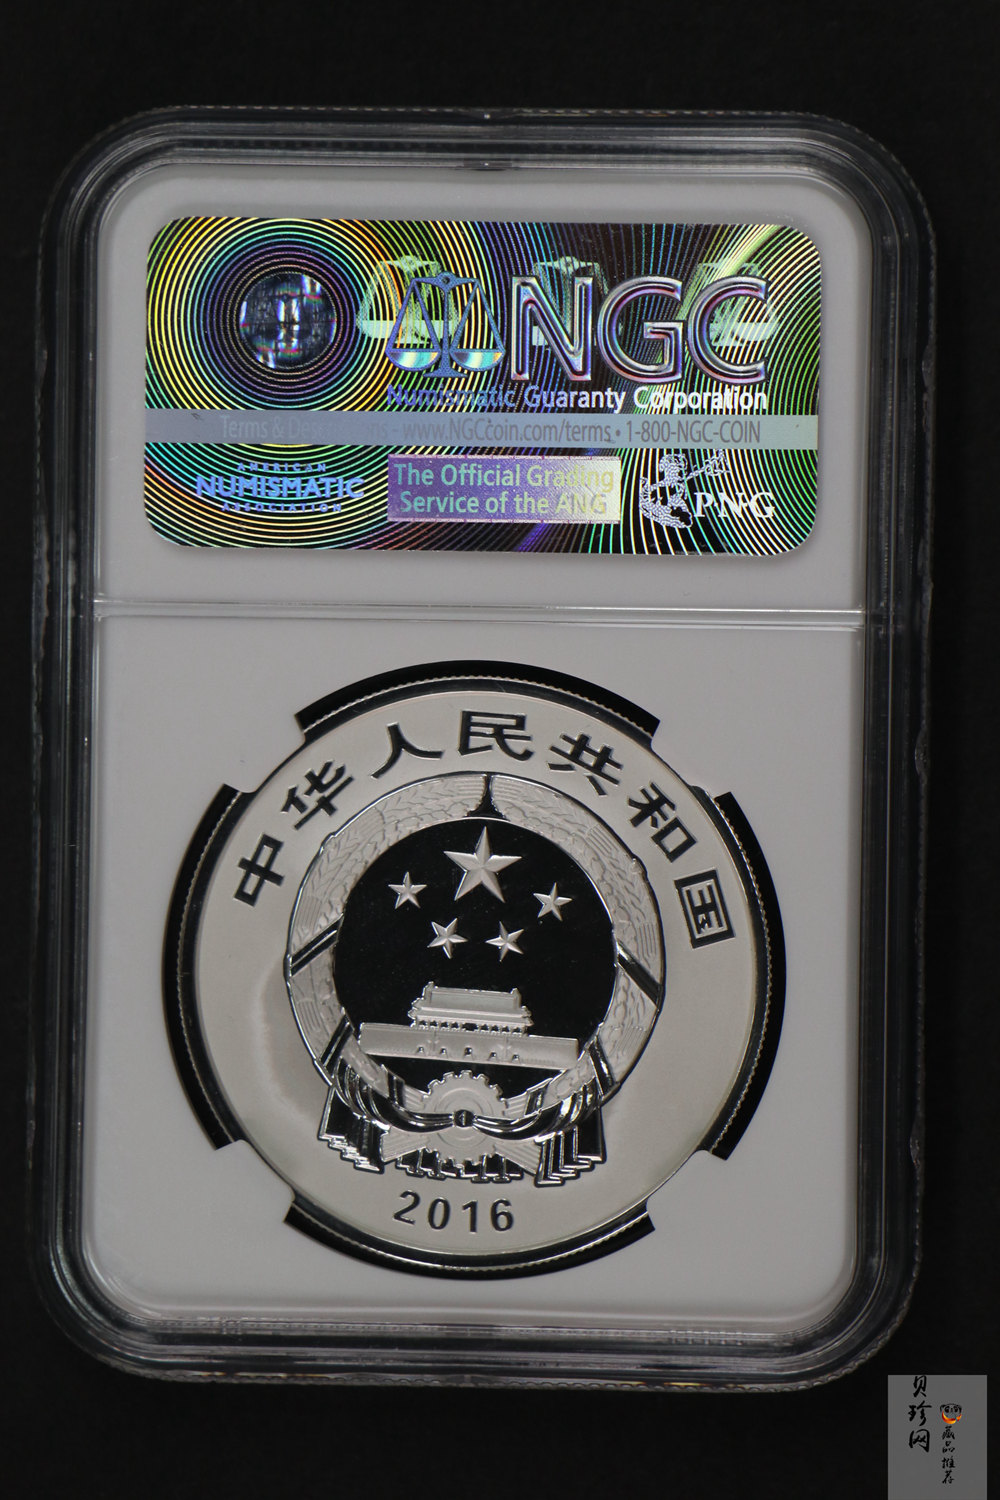 NGC
Numismatic Guaranty Corporation
Terms & Des ns - www.NGCcoin.com/terms • 1-800-NGC-COIN
AMERICAN
NUMISMATIC
ASSOCIATION
The Official Grading
Service of the ANG
PNG
中华人民共和国
2016
贝珍网
藏品推荐